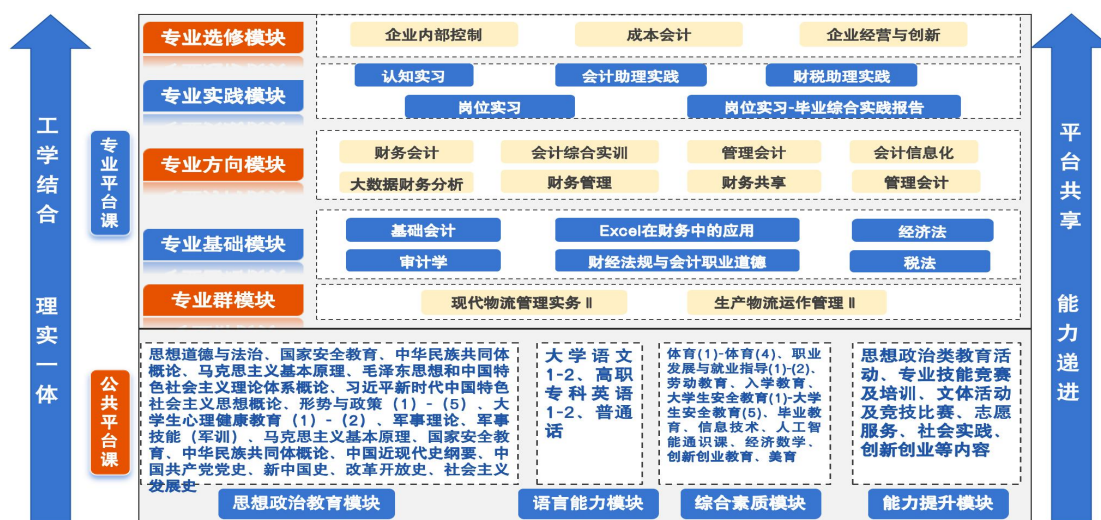 工学结合 理实一体
专业平台课
公共平台课
专业选修模块
企业内部控制 成本会计 企业经营与创新
专业实践模块
认知实习 会计助理实践 财税助理实践
岗位实习 岗位实习-毕业综合实践报告
专业方向模块
财务会计 会计综合实训 管理会计 会计信息化
大数据财务分析 财务管理 财务共享 管理会计
专业基础模块
基础会计 Excel在财务中的应用 经济法
审计学 财经法规与会计职业道德 税法
专业群模块
现代物流管理实务Ⅱ 生产物流运作管理Ⅱ
思想道德与法治、国家安全教育、中华民族共同体
概论、马克思主义基本原理、毛泽东思想和中国特
色社会主义理论体系概论、习近平新时代中国特色
社会主义思想概论、形势与政策（1）-（5）、大
学生心理健康教育（1）-（2）、军事理论、军事
技能（军训）、马克思主义基本原理、国家安全教
育、中华民族共同体概论、中国近现代史纲要、中
国共产党党史、新中国史、改革开放史、社会主义
发展史
思想政治教育模块
大学语文
1-2、高职
专科英语
1-2、普通
话
语言能力模块
体育(1)-体育(4)、职业
发展与就业指导(1)-(2)、
劳动教育、入学教育、
大学生安全教育(1)-大学
生安全教育(5)、毕业教
育、信息技术、人工智
能通识课、经济数学、
创新创业教育、美育
综合素质模块
思想政治类教育活
动、专业技能竞赛
及培训、文体活动
及竞技比赛、志愿
服务、社会实践、
创新创业等内容
能力提升模块
平台共享 能力递进